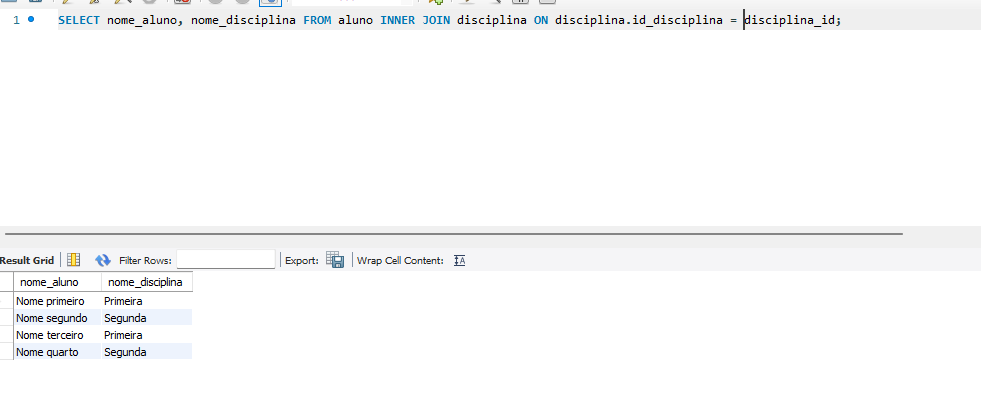 1 SELECT nome_aluno, nome_disciplina FROM aluno INNER JOIN disciplina ON disciplina.id_disciplina = disciplina_id;
Result Grid Filter Rows: Export: Wrap Cell Content:
nome_aluno nome_disciplina
Nome primeiro Primeira
Nome segundo Segunda
Nome terceiro Primeira
Nome quarto Segunda